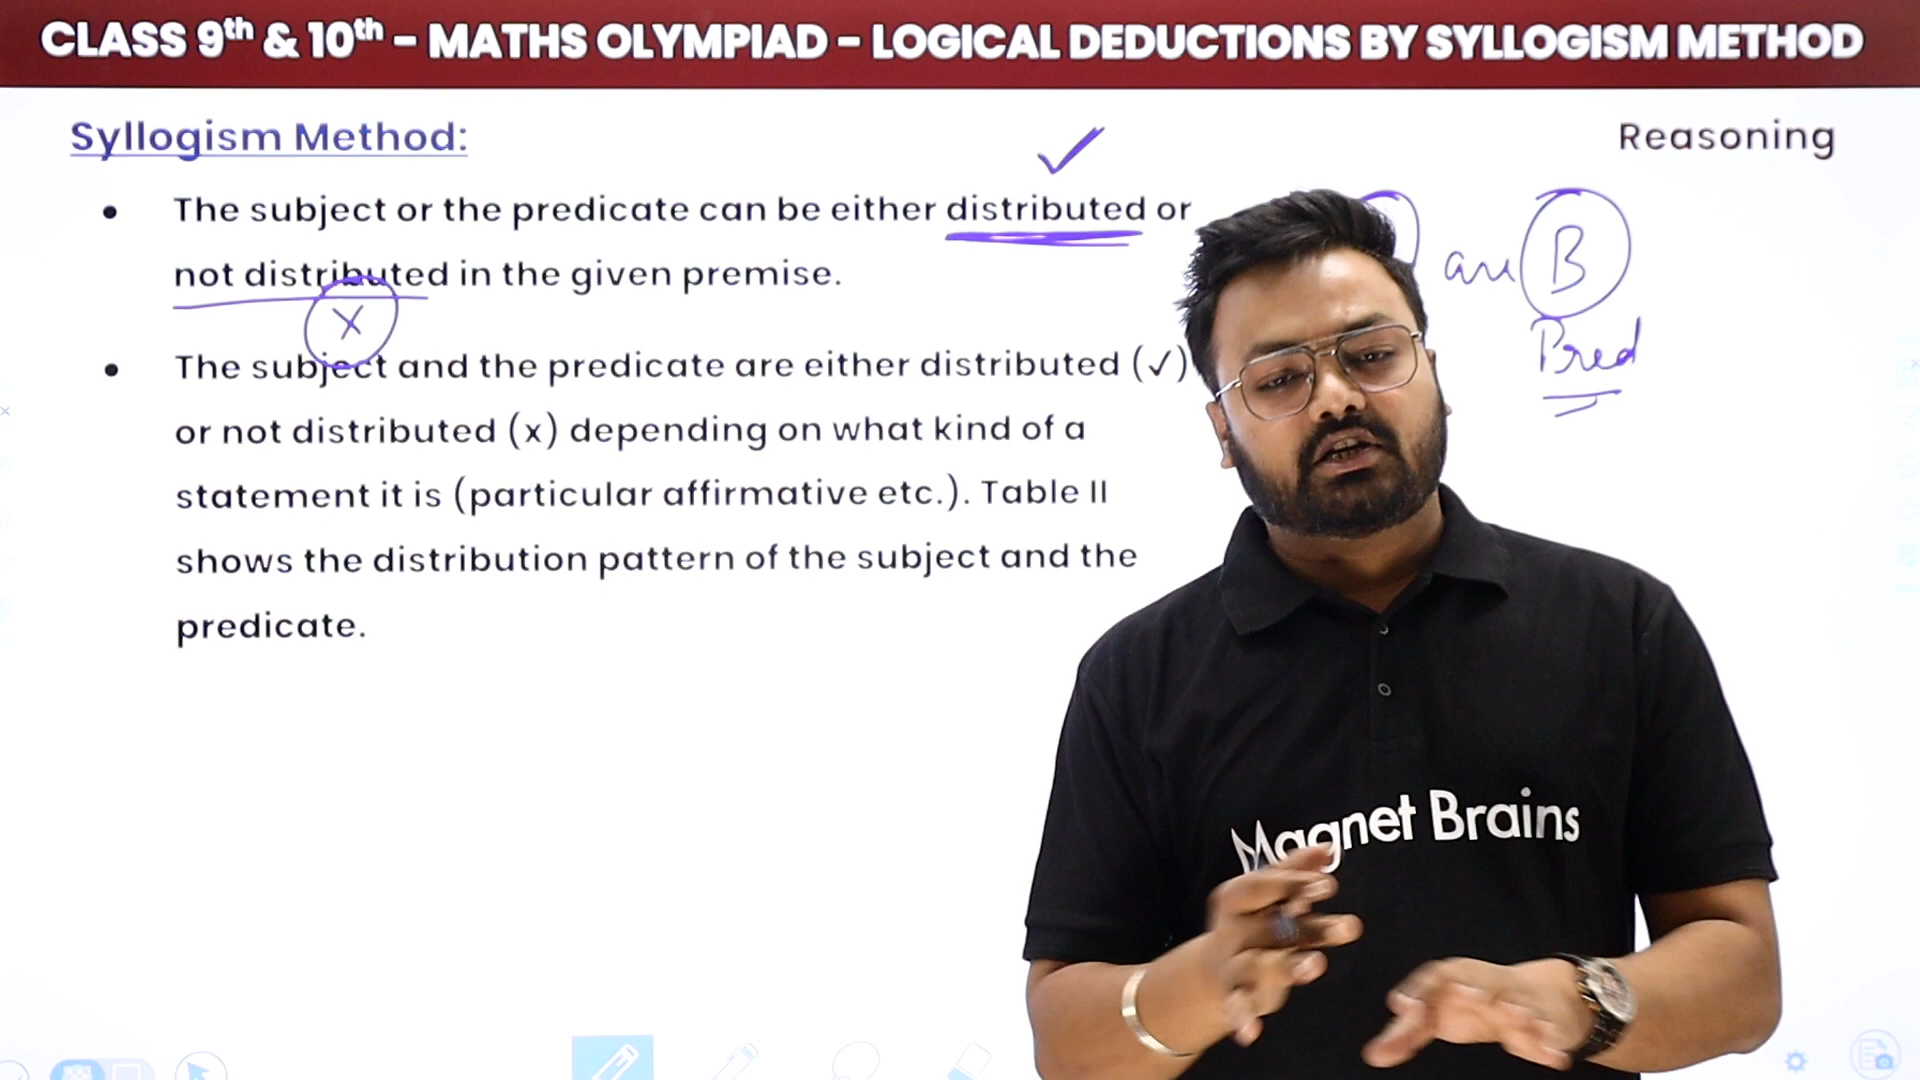 CLASS 9th & 10th – MATHS OLYMPIAD – LOGICAL DEDUCTIONS BY SYLLOGISM METHOD
Syllogism Method:
Reasoning
• The subject or the predicate can be either distributed or
not distributed in the given premise.
X
• The subject and the predicate are either distributed (✓)
or not distributed (x) depending on what kind of a
statement it is (particular affirmative etc.). Table II
shows the distribution pattern of the subject and the
predicate.
are B
Pred
Magnet Brains